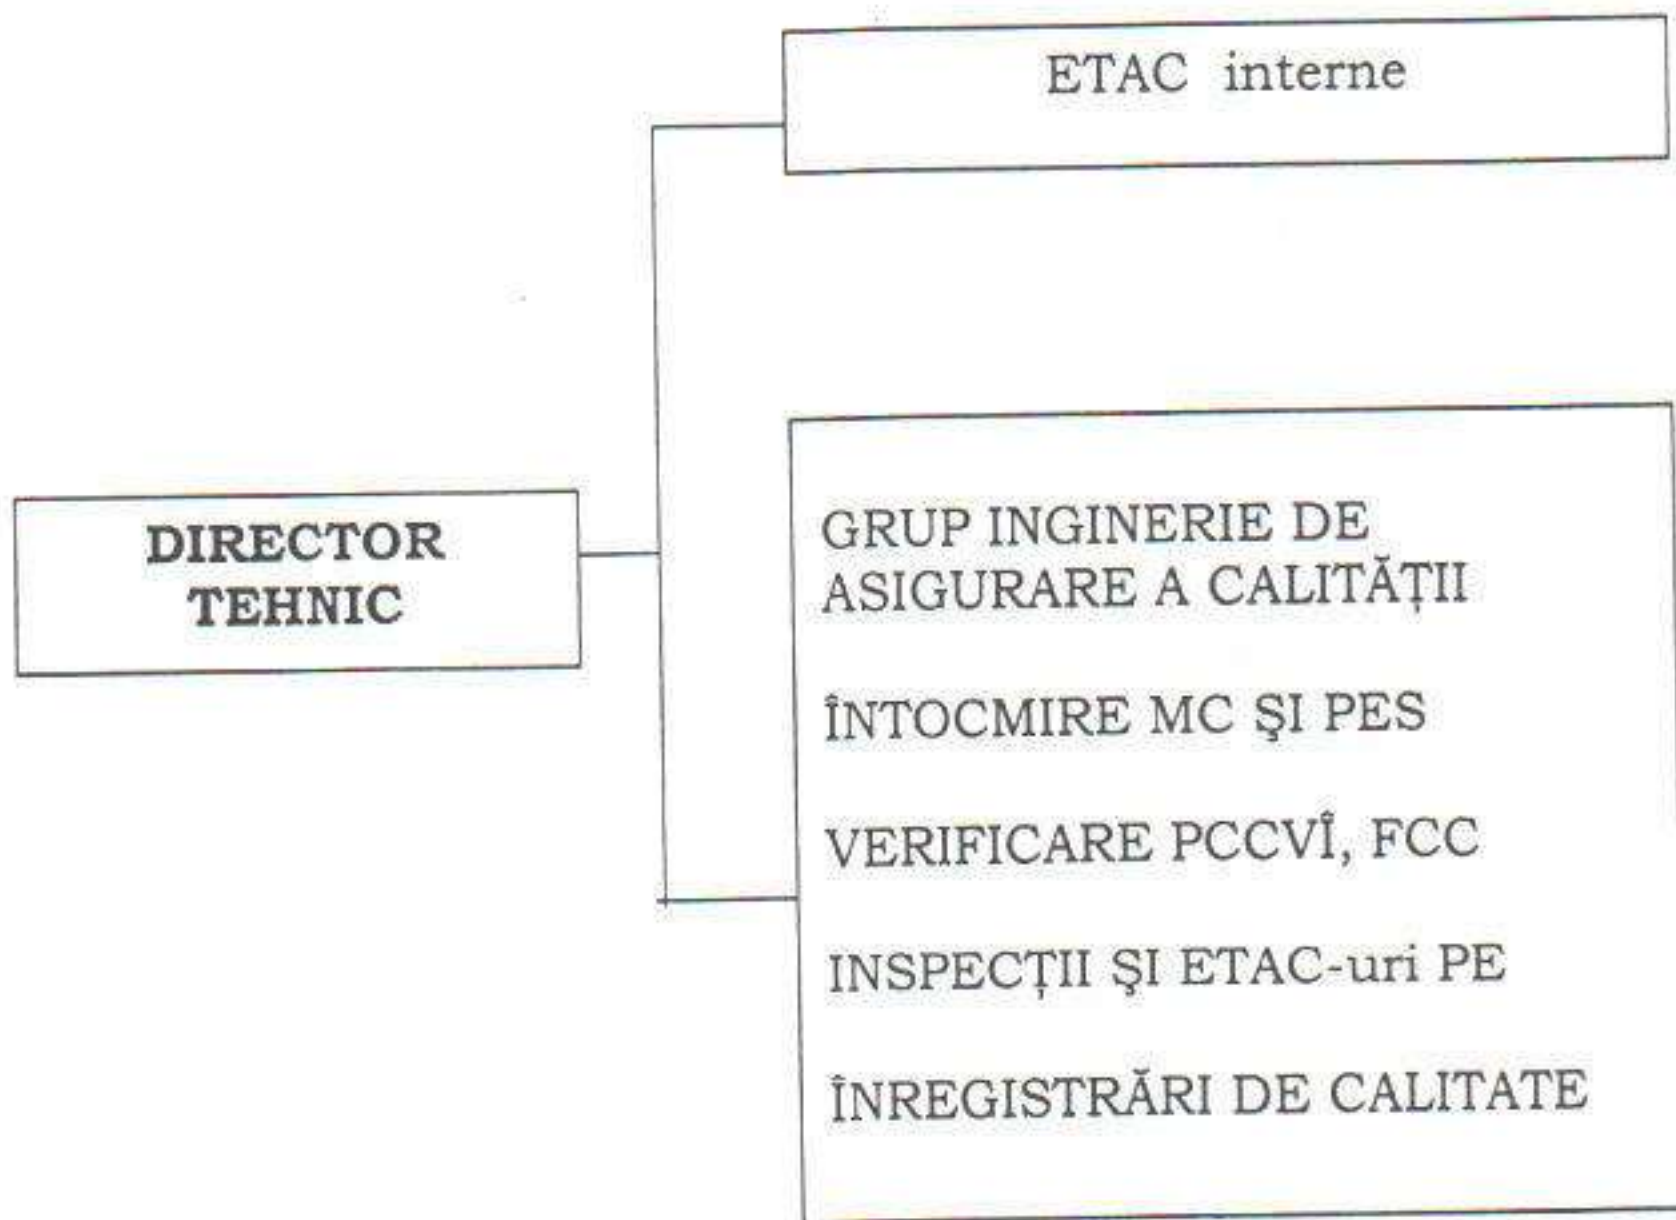 ETAC interne
DIRECTOR
TEHNIC
GRUP INGINERIE DE
ASIGURARE A CALITĂȚII
ÎNTOCMIRE MC ŞI PES
VERIFICARE PCCVÎ, FCC
INSPECȚII ŞI ETAC-uri PE
ÎNREGISTRĂRI DE CALITATE